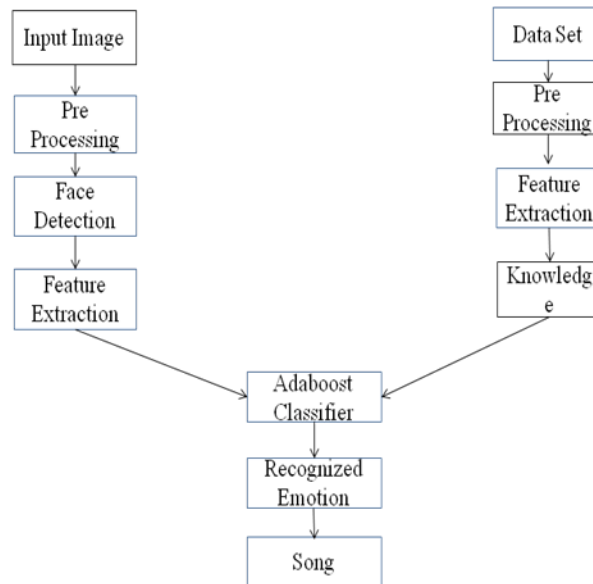 Input Image
Pre
Processing
Face
Detection
Feature
Extraction
Data Set
Pre
Processing
Feature
Extraction
Knowledg
e
Adaboost
Classifier
Recognized
Emotion
Song